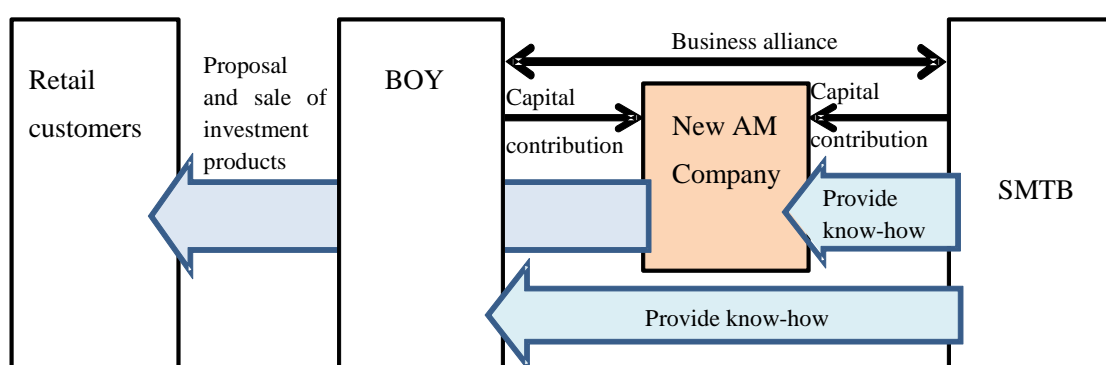 Retail
customers
Proposal
and sale of
investment
products
BOY
Business alliance
Capital
contribution
New AM
Company
Capital
contribution
Provide
know-how
SMTB
Provide know-how